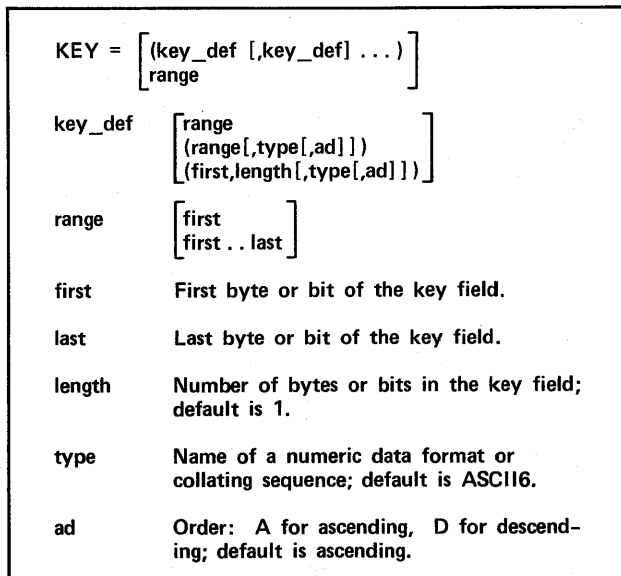 KEY = [(key_def [,key_def] ...)
range]
key_def [range
(range[,type[,ad]])
(first,length[,type[,ad]])]
range [first
first . . last]
first First byte or bit of the key field.
last Last byte or bit of the key field.
length Number of bytes or bits in the key field;
default is 1.
type Name of a numeric data format or
collating sequence; default is ASCII6.
ad Order: A for ascending, D for descend–
ing; default is ascending.